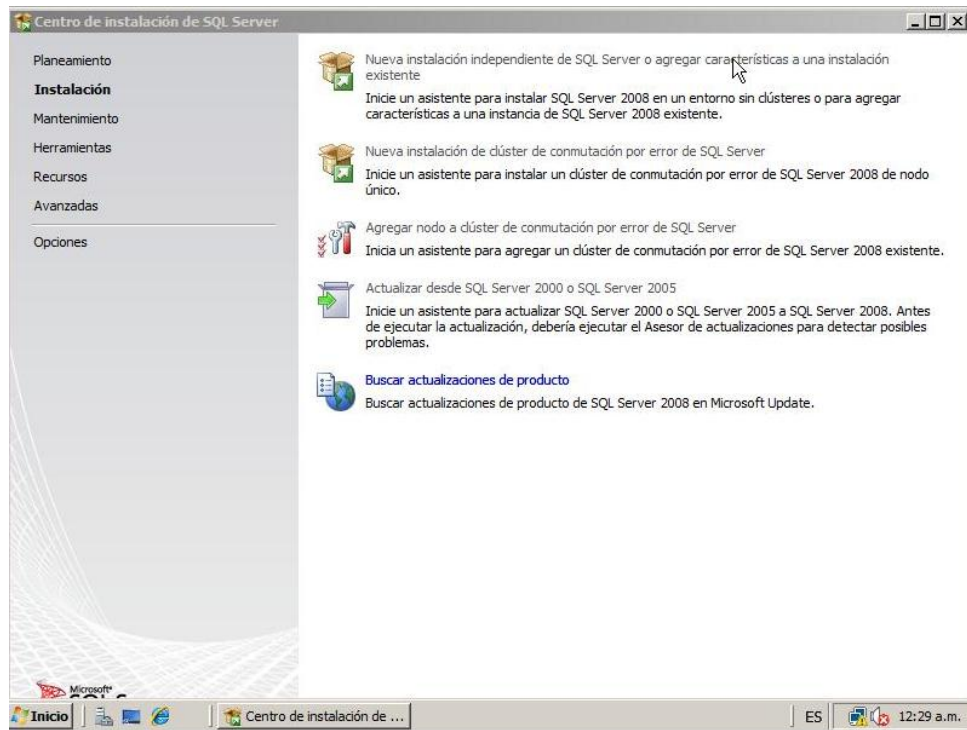 Centro de instalación de SQL Server
Planeamiento
Instalación
Mantenimiento
Herramientas
Recursos
Avanzadas
Opciones
Nueva instalación independiente de SQL Server o agregar características a una instalación
existente
Inicie un asistente para instalar SQL Server 2008 en un entorno sin clústeres o para agregar
características a una instancia de SQL Server 2008 existente.
Nueva instalación de clúster de conmutación por error de SQL Server
Inicie un asistente para instalar un clúster de conmutación por error de SQL Server 2008 de nodo
único.
Agregar nodo a clúster de conmutación por error de SQL Server
Inicia un asistente para agregar un clúster de conmutación por error de SQL Server 2008 existente.
Actualizar desde SQL Server 2000 o SQL Server 2005
Inicie un asistente para actualizar SQL Server 2000 o SQL Server 2005 a SQL Server 2008. Antes
de ejecutar la actualización, debería ejecutar el Asesor de actualizaciones para detectar posibles
problemas.
Buscar actualizaciones de producto
Buscar actualizaciones de producto de SQL Server 2008 en Microsoft Update.
Microsoft
Inicio
Centro de instalación de ...
ES
12:29 a.m.